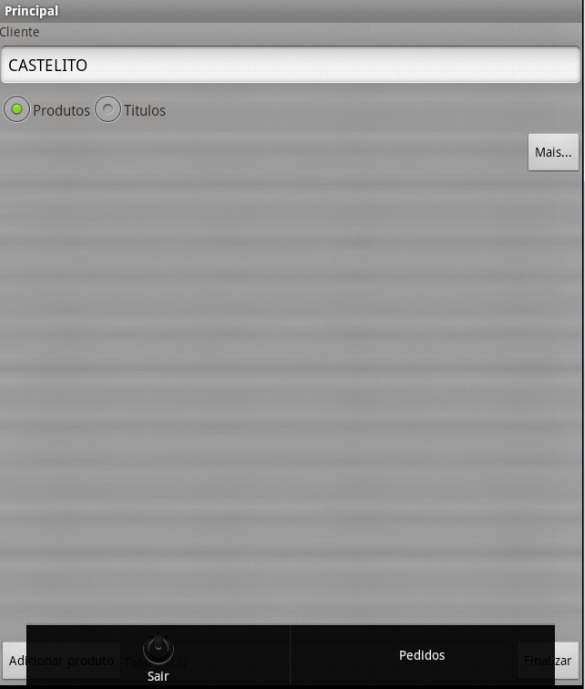 Principal
Cliente
CASTELITO
Produtos Titulos
Mais...
Adicionar produto
Finalizar
Pedidos
Sair